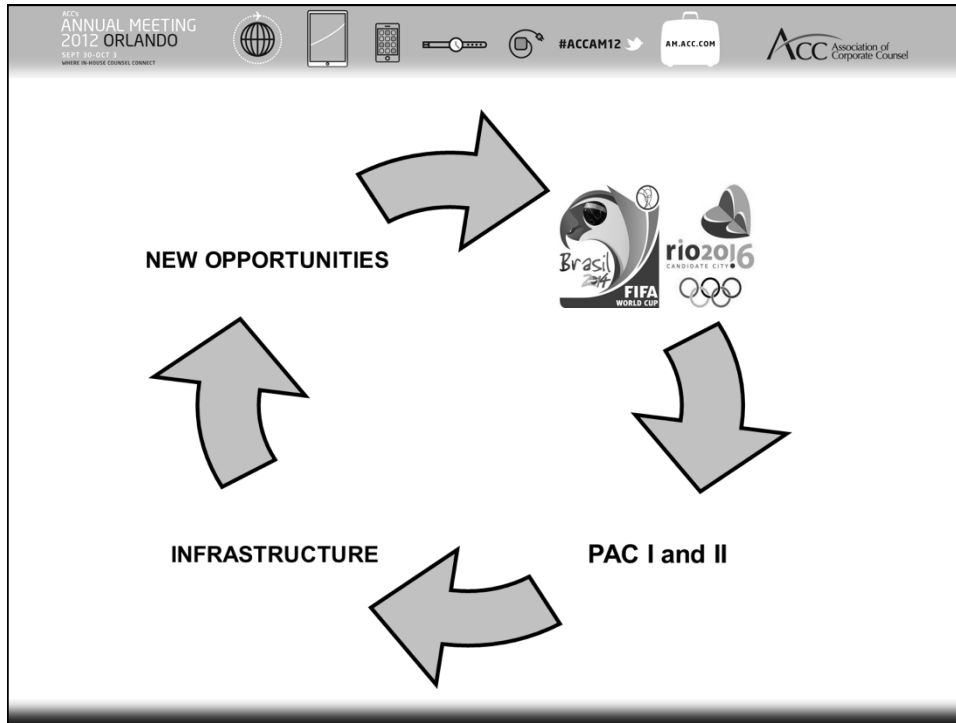 ACC's
ANNUAL MEETING
2012 ORLANDO
SEPT 30-OCT 3
WHERE IN-HOUSE COUNSEL CONNECT
#ACCAM12
AM.ACC.COM
ACC Association of
Corporate Counsel
NEW OPPORTUNITIES
Brasil
2014
FIFA
WORLD CUP
rio2016
CANDIDATE CITY
INFRASTRUCTURE
PAC I and II